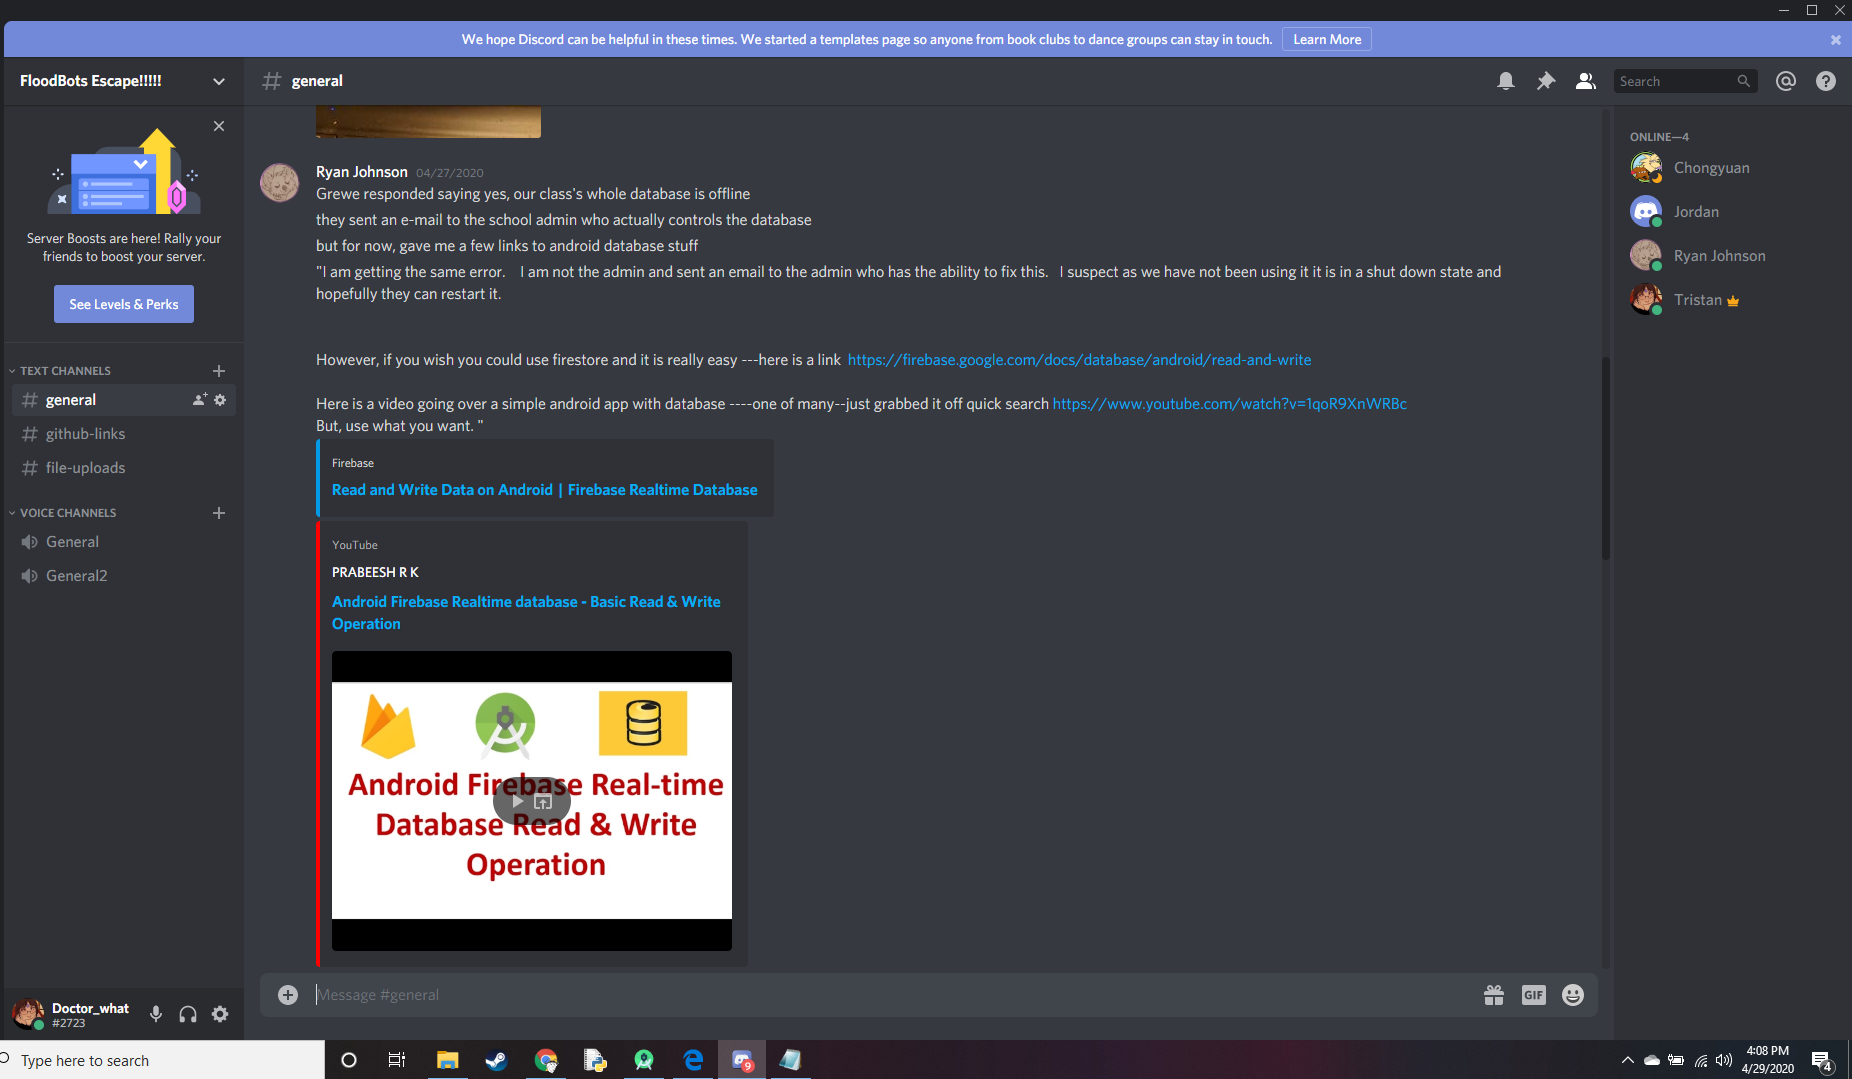 We hope Discord can be helpful in these times. We started a templates page so anyone from book clubs to dance groups can stay in touch. Learn More
FloodBots Escape!!!!!
general
Search
Server Boosts are here! Rally your
friends to boost your server.
See Levels & Perks
TEXT CHANNELS
general
github-links
file-uploads
VOICE CHANNELS
General
General2
Doctor_what
#2723
Ryan Johnson 04/27/2020
Grewe responded saying yes, our class's whole database is offline
they sent an e-mail to the school admin who actually controls the database
but for now, gave me a few links to android database stuff
"I am getting the same error. I am not the admin and sent an email to the admin who has the ability to fix this. I suspect as we have not been using it it is in a shut down state and
hopefully they can restart it.
However, if you wish you could use firestore and it is really easy ---here is a link https://firebase.google.com/docs/database/android/read-and-write
Here is a video going over a simple android app with database ----one of many--just grabbed it off quick search https://www.youtube.com/watch?v=1qoR9XnWRBc
But, use what you want. "
Firebase
Read and Write Data on Android | Firebase Realtime Database
YouTube
PRABEESH R K
Android Firebase Realtime database - Basic Read & Write
Operation
Android Firebase Real-time
Database Read & Write
Operation
Message #general
GIF
ONLINE—4
Chongyuan
Jordan
Ryan Johnson
Tristan
Type here to search
9
4:08 PM
4/29/2020
4